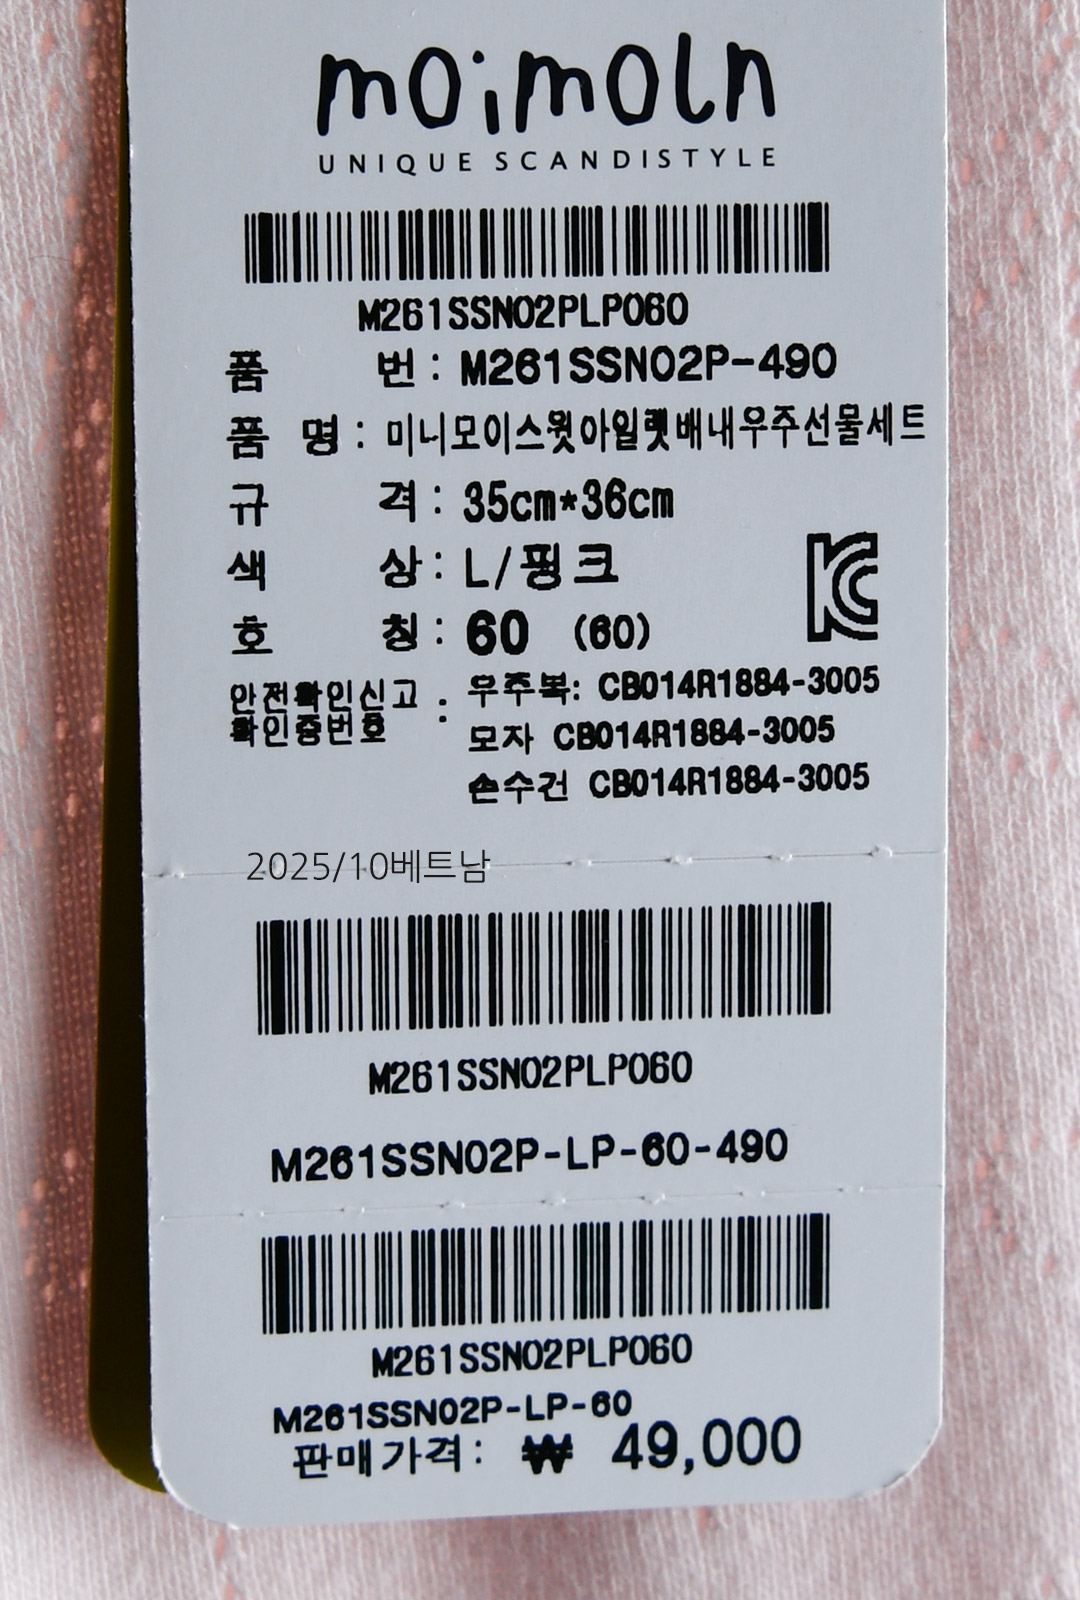 moimoln
UNIQUE SCANDISTYLE
M261SSN02PLP060
품 번 : M261SSN02P-490
품 명 : 미니모이스윗아일렛배내우주선물세트
규 격 : 35cm*36cm
색 상 : L/핑크
호 칭 : 60 (60)
안전확인신고 확인증번호 : 우주복: CB014R1884-3005
모자 CB014R1884-3005
손수건 CB014R1884-3005
2025/10베트남
M261SSN02PLP060
M261SSN02P-LP-60-490
M261SSN02PLP060
M261SSN02P-LP-60
판매가격: ₩ 49,000